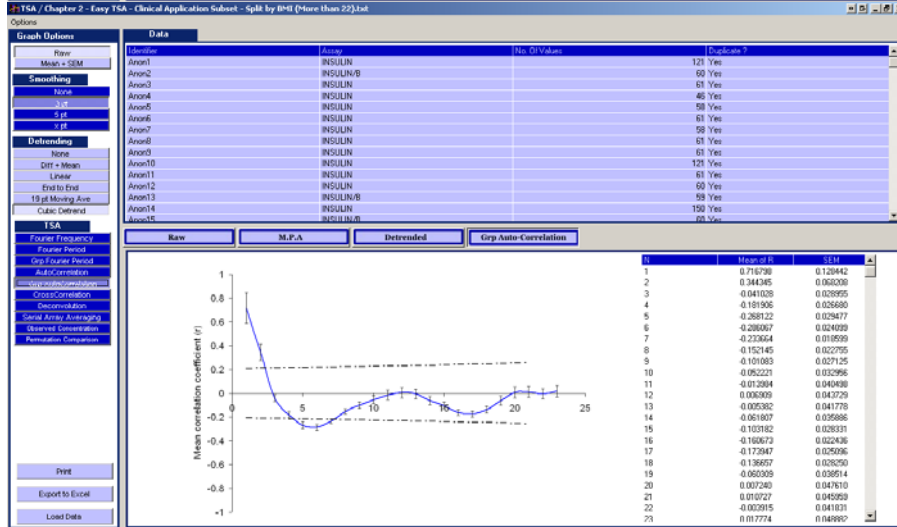 TSA / Chapter 2 - Easy TSA - Clinical Application Subset - Split by BMI (More than 22).txt
Options
Graph Options
Raw
Mean + SEM
Smoothing
None
3 pt
5 pt
x pt
Detrending
None
Diff + Mean
Linear
End to End
19 pt Moving Ave
Cubic Detrend
TSA
Fourier Frequency
Fourier Period
Grp Fourier Period
AutoCorrelation
Grp AutoCorrelation
CrossCorrelation
Deconvolution
Serial Array Averaging
Observed Concentration
Permutation Comparison
Print
Export to Excel
Load Data
Data
Identifier Assay No. Of Values Duplicate ?
Anon1 INSULIN 121 Yes
Anon2 INSULIN/B 60 Yes
Anon3 INSULIN 61 Yes
Anon4 INSULIN 46 Yes
Anon5 INSULIN 58 Yes
Anon6 INSULIN 61 Yes
Anon7 INSULIN 58 Yes
Anon8 INSULIN 61 Yes
Anon9 INSULIN 61 Yes
Anon10 INSULIN 121 Yes
Anon11 INSULIN 61 Yes
Anon12 INSULIN 60 Yes
Anon13 INSULIN/B 59 Yes
Anon14 INSULIN 150 Yes
Anon15 INSULIN/B 60 Yes
Raw M.P.A Detrended Grp Auto-Correlation
Mean correlation coefficient (r)
1
0.8
0.6
0.4
0.2
0
-0.2
-0.4
-0.6
-0.8
-1
0 5 10 15 20 25
N Mean of R SEM
1 0.716798 0.128442
2 0.344345 0.068208
3 -0.041028 0.028955
4 -0.181906 0.026680
5 -0.268122 0.029477
6 -0.286067 0.024099
7 -0.233664 0.018599
8 -0.152145 0.022755
9 -0.101083 0.027125
10 -0.052221 0.032956
11 -0.013904 0.040498
12 0.006909 0.043729
13 -0.005382 0.041778
14 -0.061807 0.035886
15 -0.103182 0.028331
16 -0.160673 0.022436
17 -0.173947 0.025096
18 -0.136657 0.028250
19 -0.060309 0.038514
20 0.007240 0.047610
21 0.010727 0.045959
22 -0.003915 0.041831
23 0.017774 0.048882